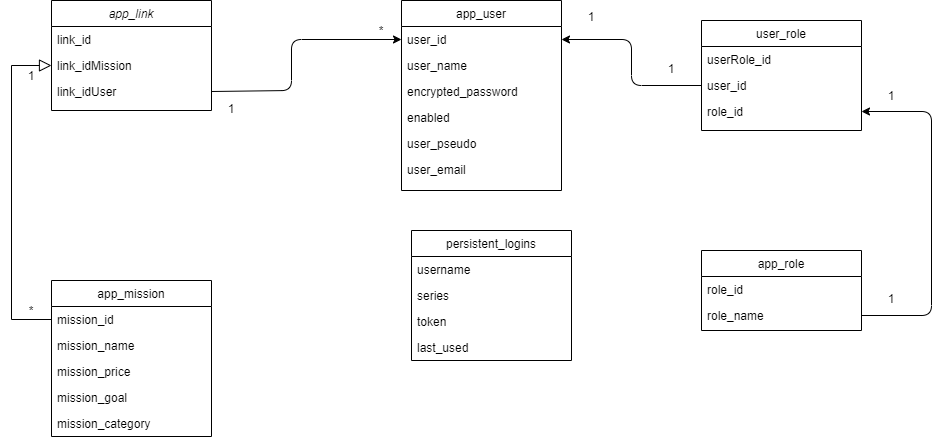 app_link
link_id
link_idMission
link_idUser
1
1
*
app_user
user_id
user_name
encrypted_password
enabled
user_pseudo
user_email
1
1
user_role
userRole_id
user_id
role_id
1
persistent_logins
username
series
token
last_used
app_role
role_id
role_name
1
*
app_mission
mission_id
mission_name
mission_price
mission_goal
mission_category